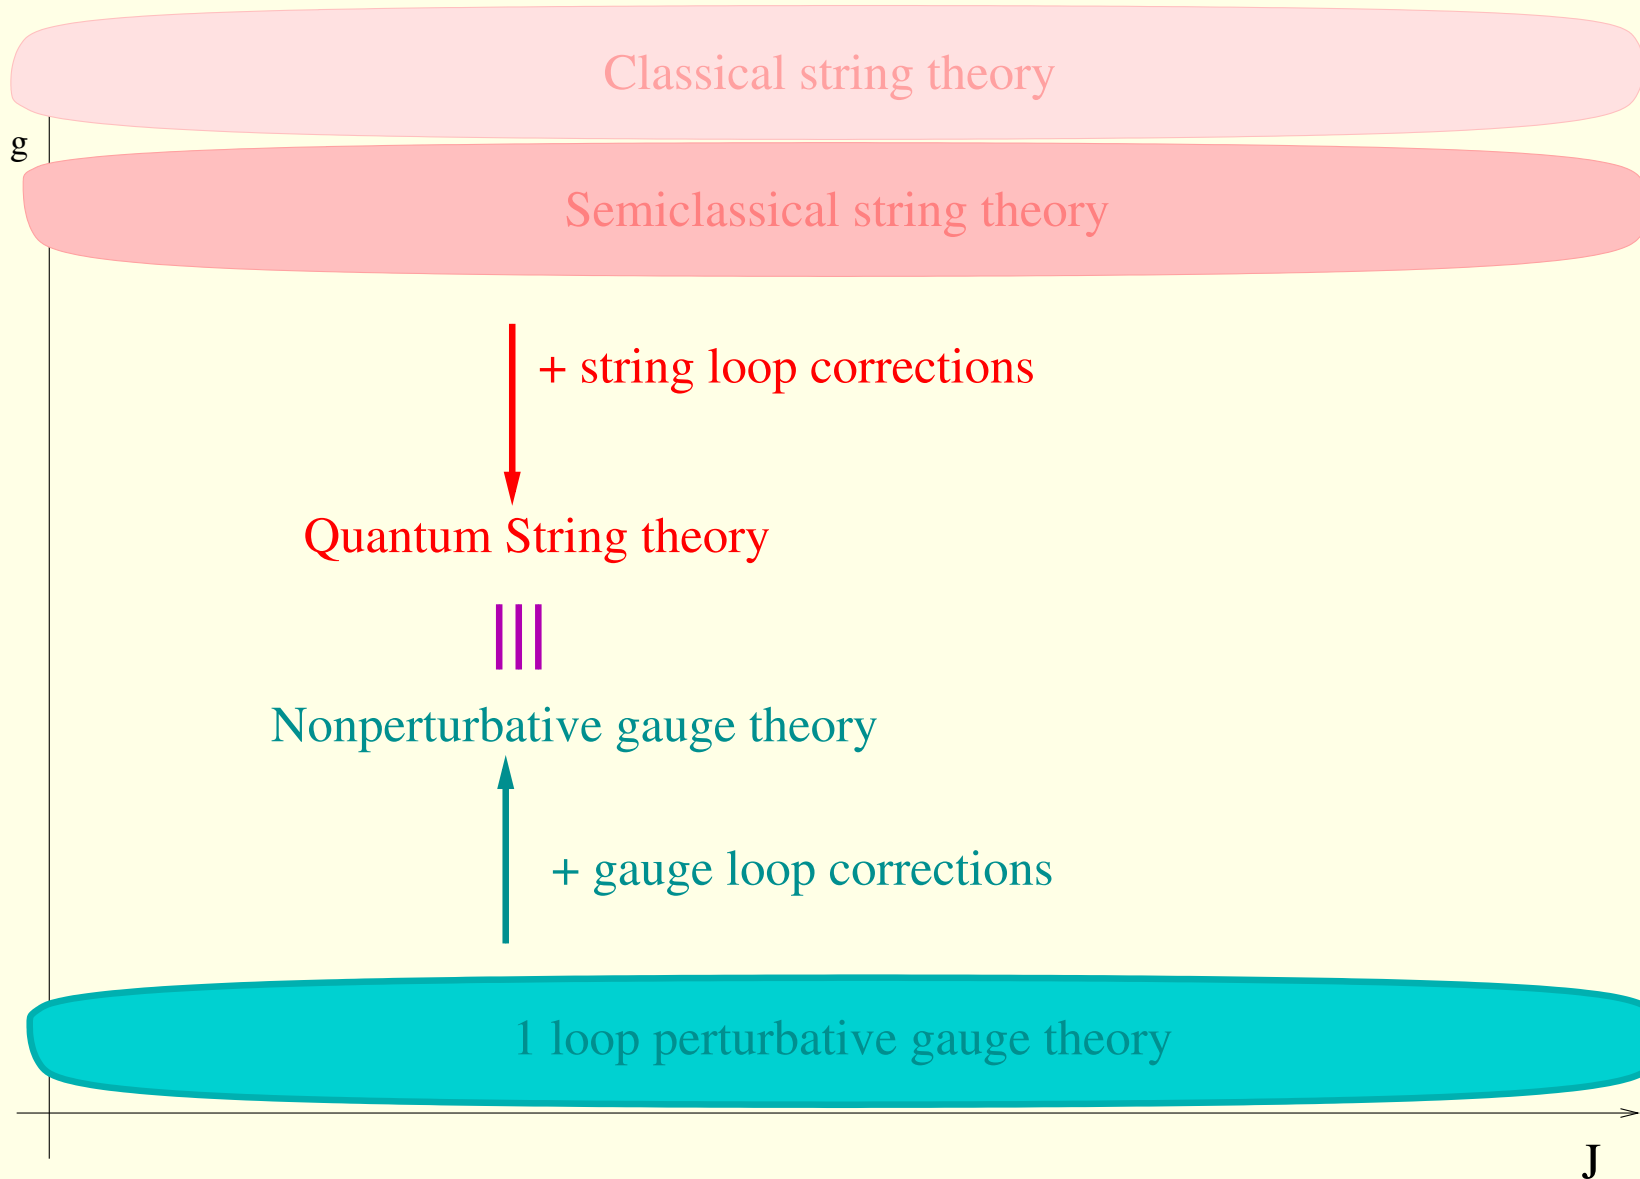 Classical string theory
g
Semiclassical string theory
+ string loop corrections
Quantum String theory
Nonperturbative gauge theory
+ gauge loop corrections
1 loop perturbative gauge theory
J